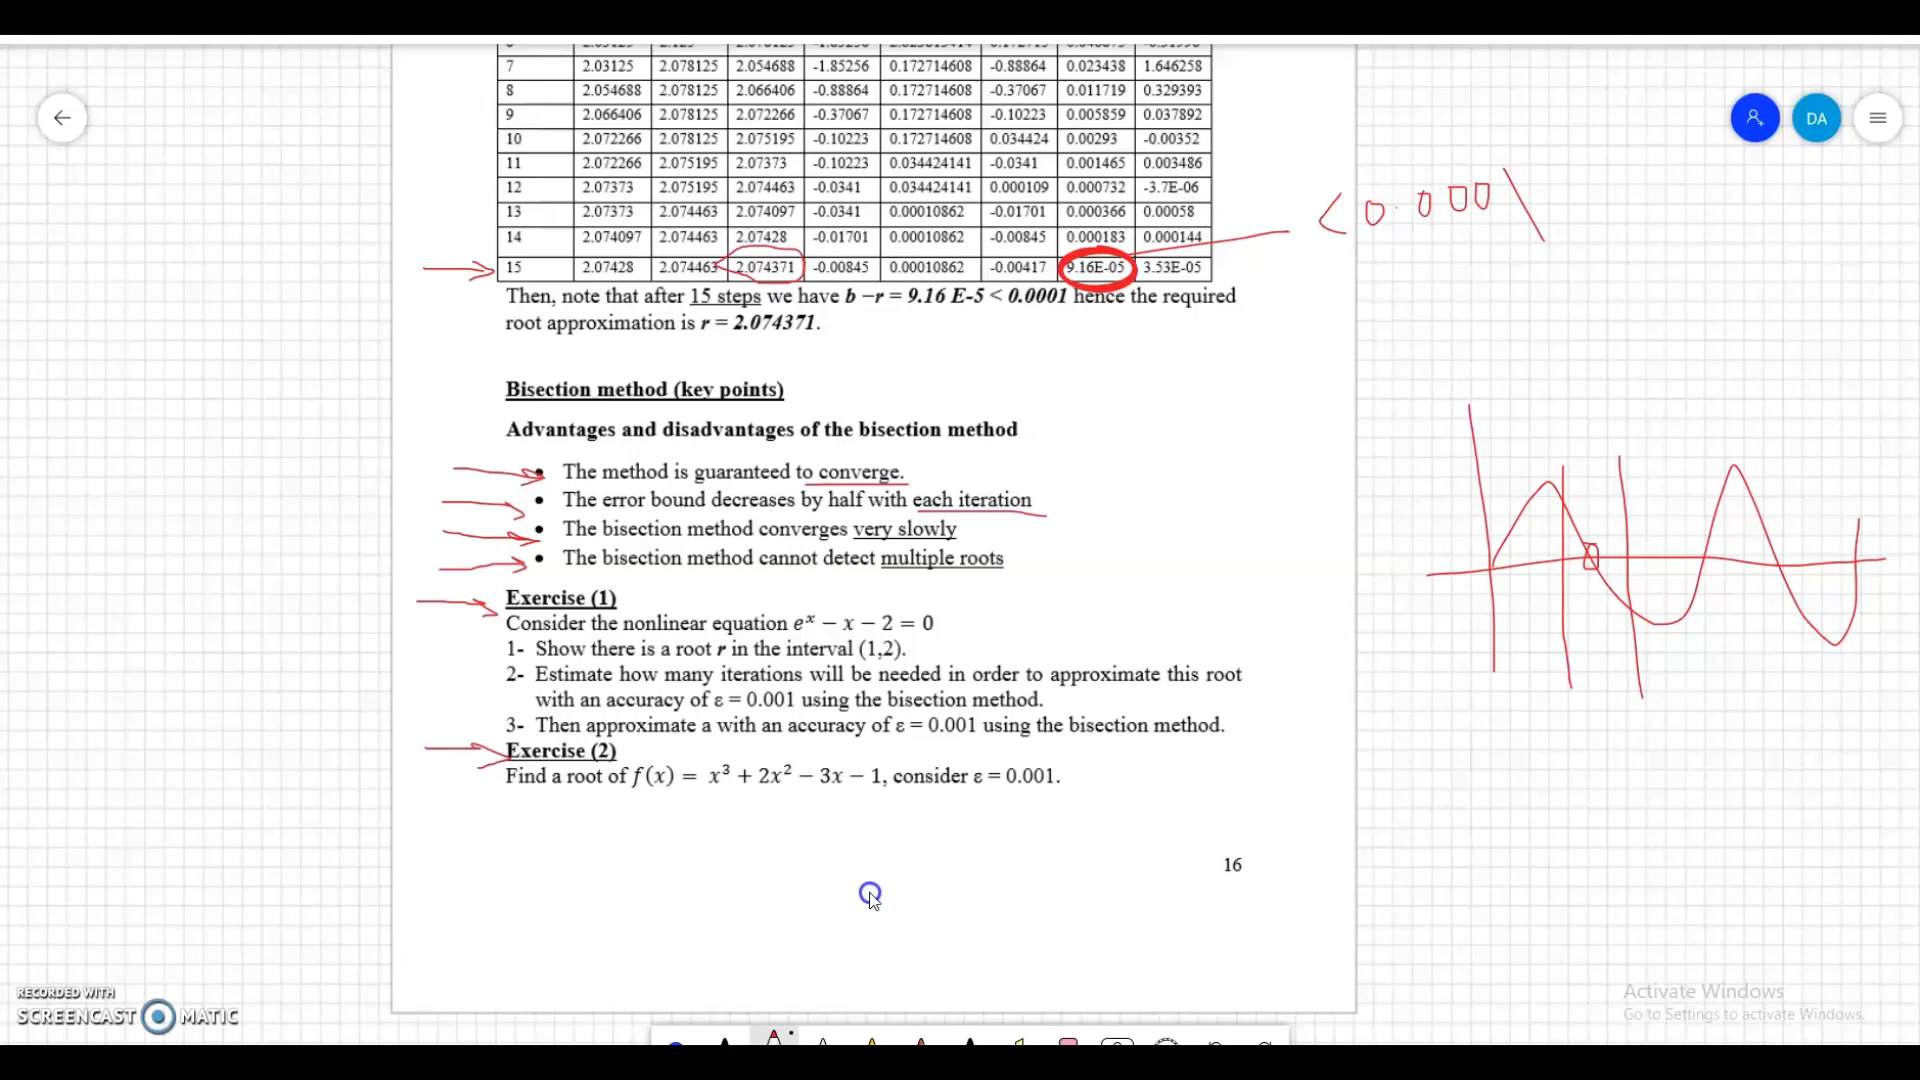 7 2.03125 2.078125 2.054688 -1.85256 0.172714608 -0.88864 0.023438 1.646258
8 2.054688 2.078125 2.066406 -0.88864 0.172714608 -0.37067 0.011719 0.329393
9 2.066406 2.078125 2.072266 -0.37067 0.172714608 -0.10223 0.005859 0.037892
10 2.072266 2.078125 2.075195 -0.10223 0.172714608 0.034424 0.00293 -0.00352
11 2.072266 2.075195 2.07373 -0.10223 0.034424141 -0.0341 0.001465 0.003486
12 2.07373 2.075195 2.074463 -0.0341 0.034424141 0.000109 0.000732 -3.7E-06
13 2.07373 2.074463 2.074097 -0.0341 0.00010862 -0.01701 0.000366 0.00058
14 2.074097 2.074463 2.07428 -0.01701 0.00010862 -0.00845 0.000183 0.000144
15 2.07428 2.074463 2.074371 -0.00845 0.00010862 -0.00417 9.16E-05 3.53E-05
< 0.0001
DA
Then, note that after 15 steps we have b −r = 9.16 E-5 < 0.0001 hence the required
root approximation is r = 2.074371.
Bisection method (key points)
Advantages and disadvantages of the bisection method
• The method is guaranteed to converge.
• The error bound decreases by half with each iteration
• The bisection method converges very slowly
• The bisection method cannot detect multiple roots
Exercise (1)
Consider the nonlinear equation eˣ − x − 2 = 0
1- Show there is a root r in the interval (1,2).
2- Estimate how many iterations will be needed in order to approximate this root
with an accuracy of ε = 0.001 using the bisection method.
3- Then approximate a with an accuracy of ε = 0.001 using the bisection method.
Exercise (2)
Find a root of f(x) = x³ + 2x² − 3x − 1, consider ε = 0.001.
16
RECORDED WITH
SCREENCAST MATIC
Activate Windows
Go to Settings to activate Windows.